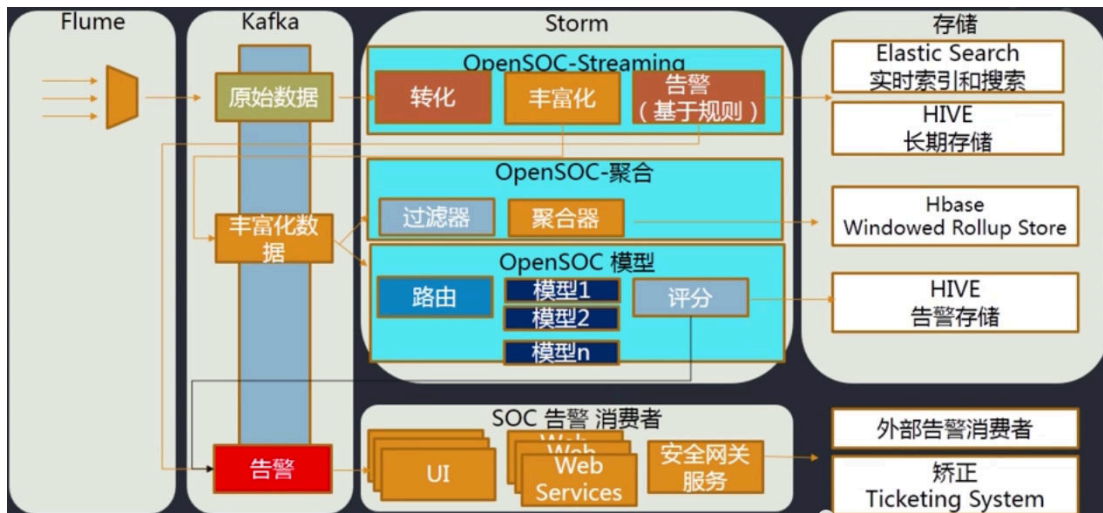 Flume
Kafka
Storm
存储
OpenSOC-Streaming
原始数据
转化
丰富化
告警
（基于规则）
Elastic Search
实时索引和搜索
HIVE
长期存储
OpenSOC-聚合
丰富化数
据
过滤器
聚合器
Hbase
Windowed Rollup Store
OpenSOC 模型
路由
模型1
模型2
模型n
评分
HIVE
告警存储
SOC 告警 消费者
告警
UI
Web
Web
Web
Services
安全网关
服务
外部告警消费者
矫正
Ticketing System